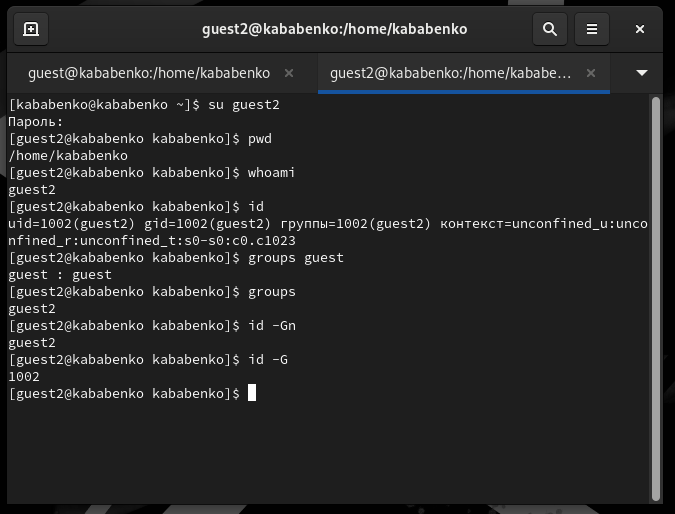 guest2@kababenko:/home/kababenko
guest@kababenko:/home/kababenko
guest2@kababenko:/home/kababe...
[kababenko@kababenko ~]$ su guest2
Пароль:
[guest2@kababenko kababenko]$ pwd
/home/kababenko
[guest2@kababenko kababenko]$ whoami
guest2
[guest2@kababenko kababenko]$ id
uid=1002(guest2) gid=1002(guest2) группы=1002(guest2) контекст=unconfined_u:unco
nfined_r:unconfined_t:s0-s0:c0.c1023
[guest2@kababenko kababenko]$ groups guest
guest : guest
[guest2@kababenko kababenko]$ groups
guest2
[guest2@kababenko kababenko]$ id -Gn
guest2
[guest2@kababenko kababenko]$ id -G
1002
[guest2@kababenko kababenko]$